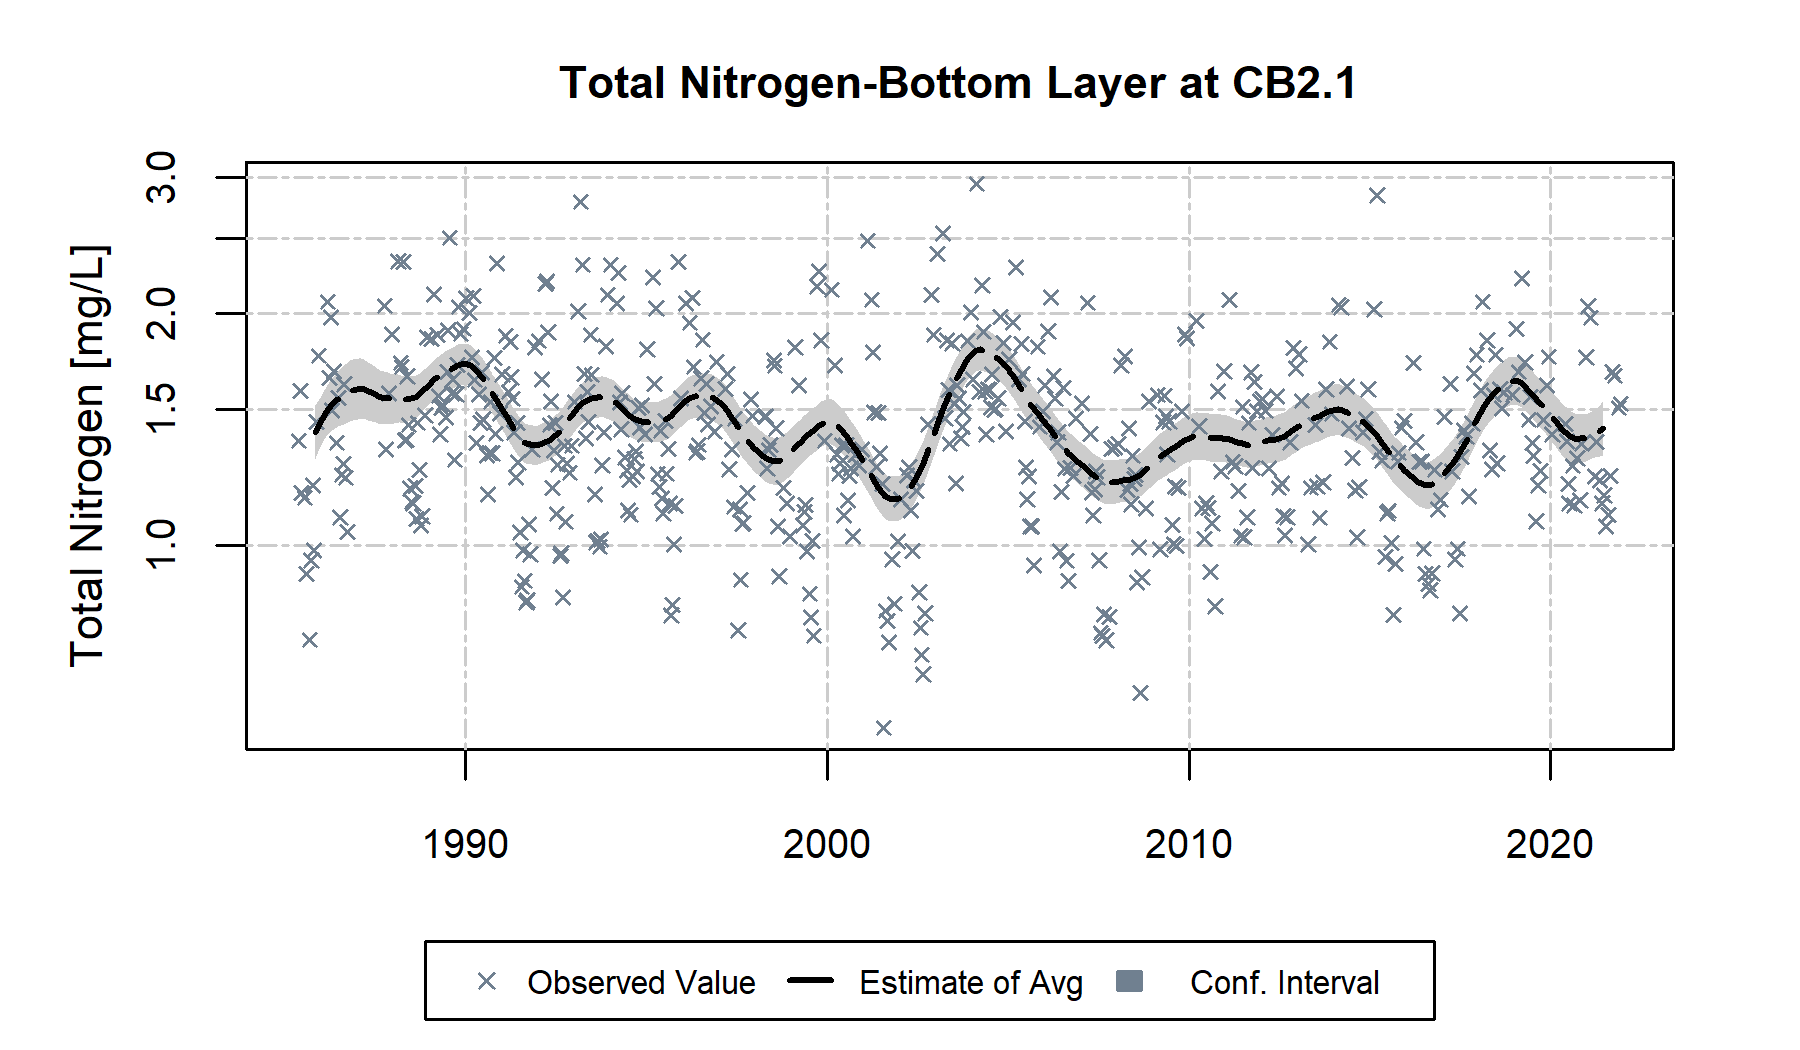 Total Nitrogen-Bottom Layer at CB2.1
Total Nitrogen [mg/L]
3.0
2.0
1.5
1.0
1990 2000 2010 2020
Observed Value Estimate of Avg Conf. Interval